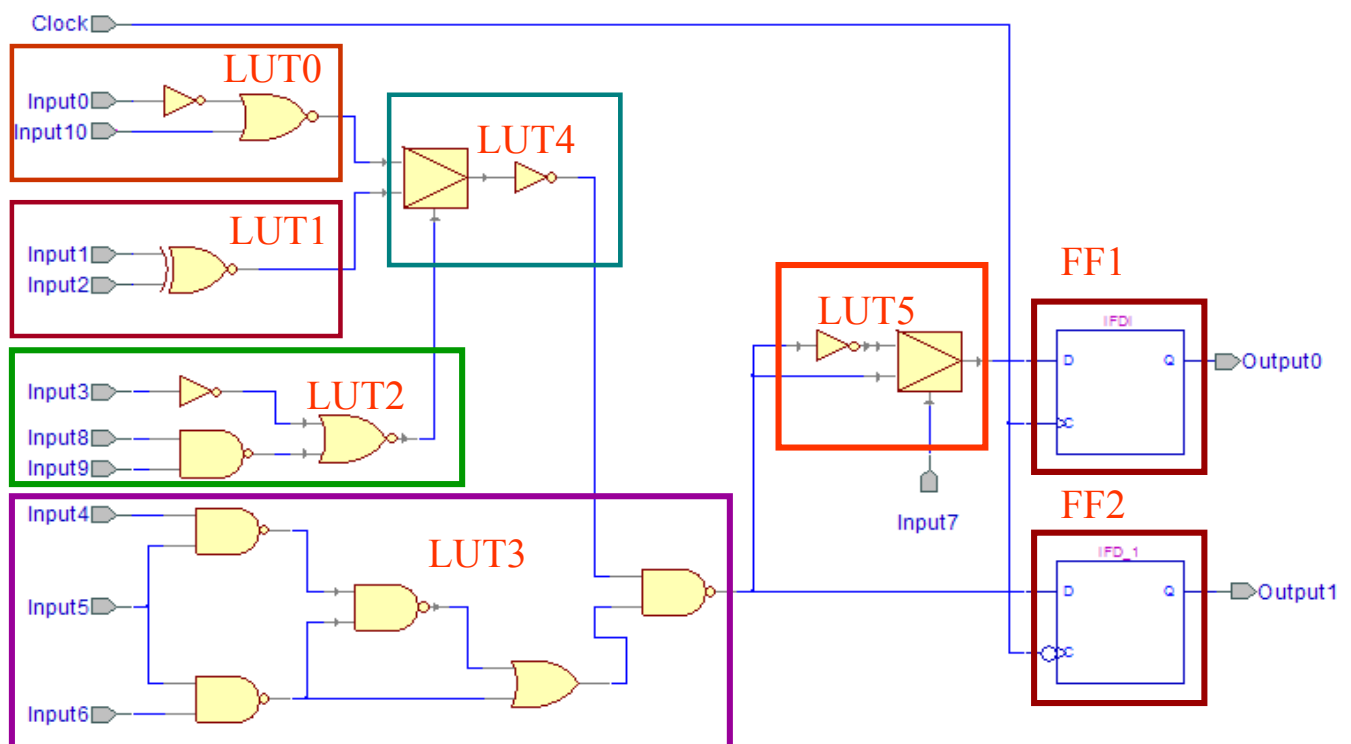 Clock
LUT0
Input0
Input10
LUT4
LUT1
Input1
Input2
LUT5
FF1
IFDI
D
Q
Output0
C
LUT2
Input3
Input8
Input9
Input7
LUT3
Input4
Input5
Input6
FF2
IFD_1
D
Q
Output1
C